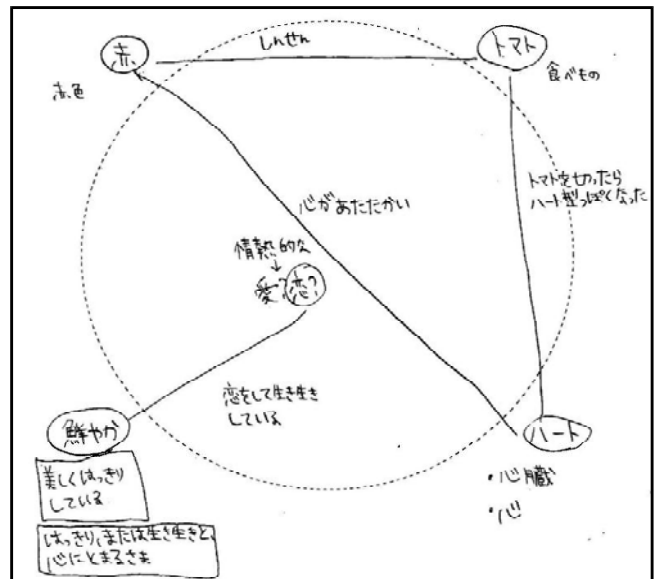 赤
しんせん
トマト
赤色
食べもの
トマトを切ったら
ハート型っぽくなった
心があたたかい
情熱的な
↓
愛?恋?
恋をして生き生き
している
鮮やか
美しくはっきり
している
はっきり、または生き生きと、
心にとまるさま
ハート
・心臓
・心